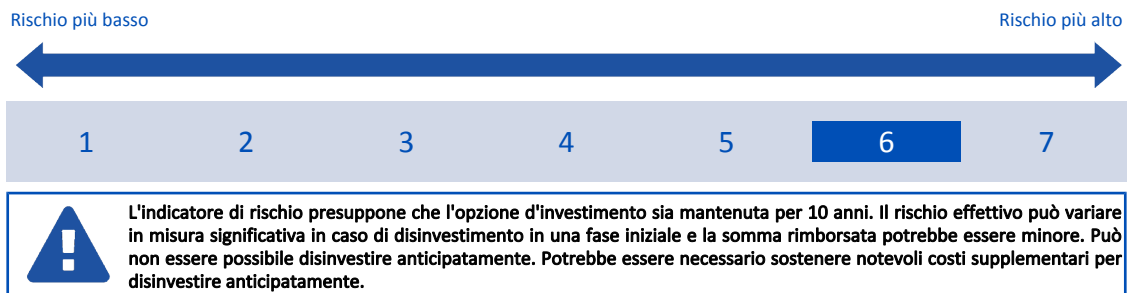 Rischio più basso Rischio più alto
1 2 3 4 5 6 7
L'indicatore di rischio presuppone che l'opzione d'investimento sia mantenuta per 10 anni. Il rischio effettivo può variare
in misura significativa in caso di disinvestimento in una fase iniziale e la somma rimborsata potrebbe essere minore. Può
non essere possibile disinvestire anticipatamente. Potrebbe essere necessario sostenere notevoli costi supplementari per
disinvestire anticipatamente.